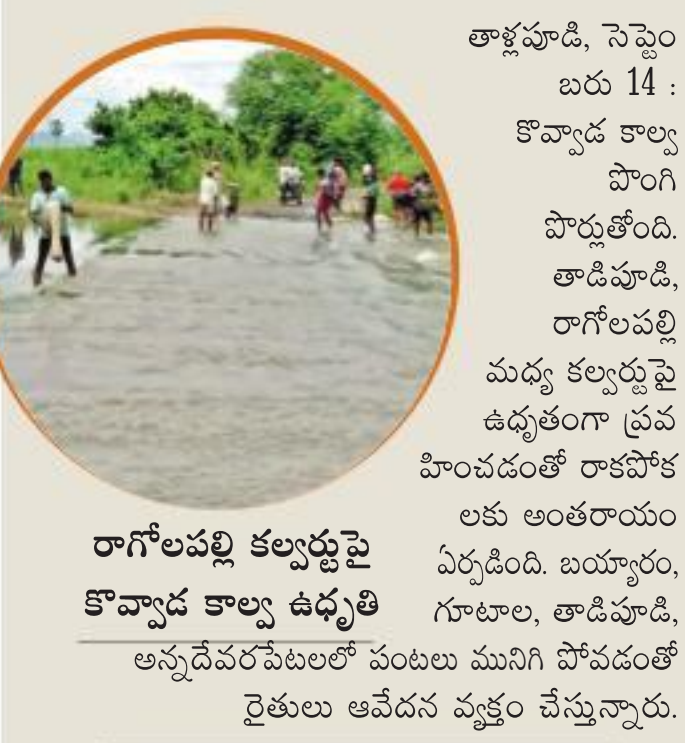 తాళ్లపూడి, సెప్టెం
బరు 14 :
కొవ్వాడ కాల్వ
పొంగి
పొర్లుతోంది.
తాడిపూడి,
రాగోలపల్లి
మధ్య కల్వర్టుపై
ఉధృతంగా ప్రవ
హించడంతో రాకపోక
లకు అంతరాయం
ఏర్పడింది. బయ్యారం,
గూటాల, తాడిపూడి,
అన్నదేవరపేటలలో పంటలు మునిగి పోవడంతో
రైతులు ఆవేదన వ్యక్తం చేస్తున్నారు.
రాగోలపల్లి కల్వర్టుపై
కొవ్వాడ కాల్వ ఉధృతి